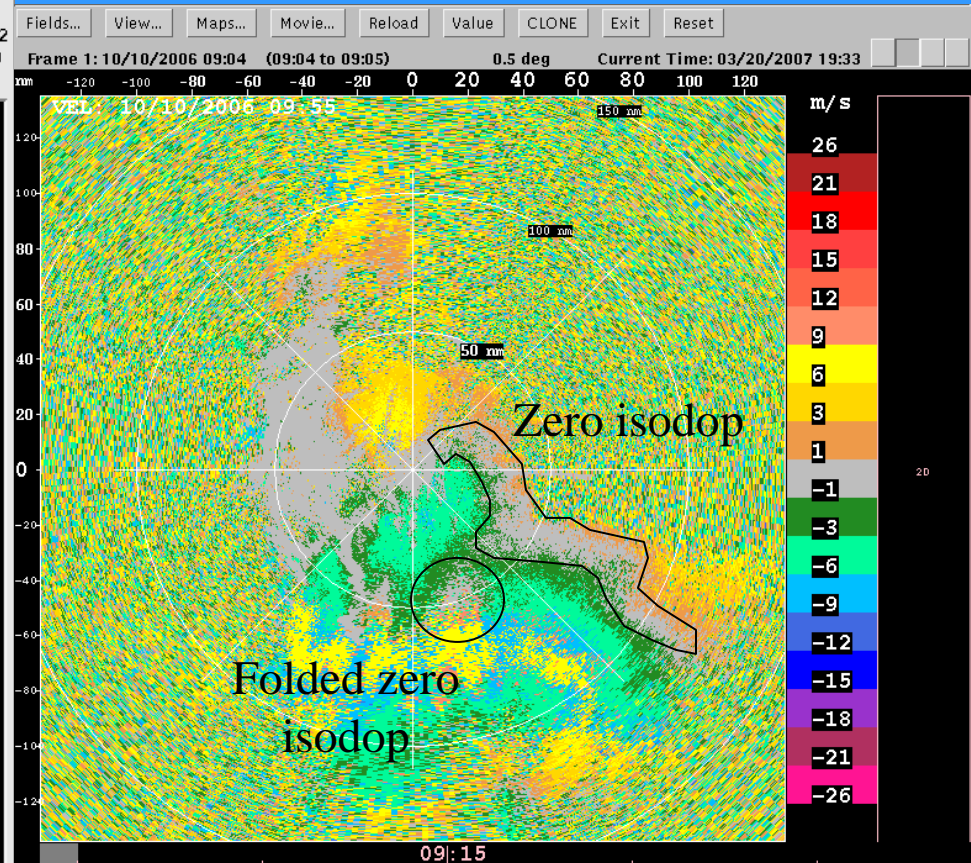 Fields... View... Maps... Movie... Reload Value CLONE Exit Reset
2
Frame 1: 10/10/2006 09:04 (09:04 to 09:05) 0.5 deg Current Time: 03/20/2007 19:33
nm -120 -100 -80 -60 -40 -20 0 20 40 60 80 100 nm
VEL: 10/10/2006 09:55
150 nm
m/s
120
26
21
100
18
100 nm
80
15
60
12
9
50 nm
40
6
20
Zero isodop
3
1
0
2D
-1
-20
-3
-40
-6
-9
-60
-12
Folded zero
-80
-15
isodop
-18
-100
-21
-120
-26
09:15